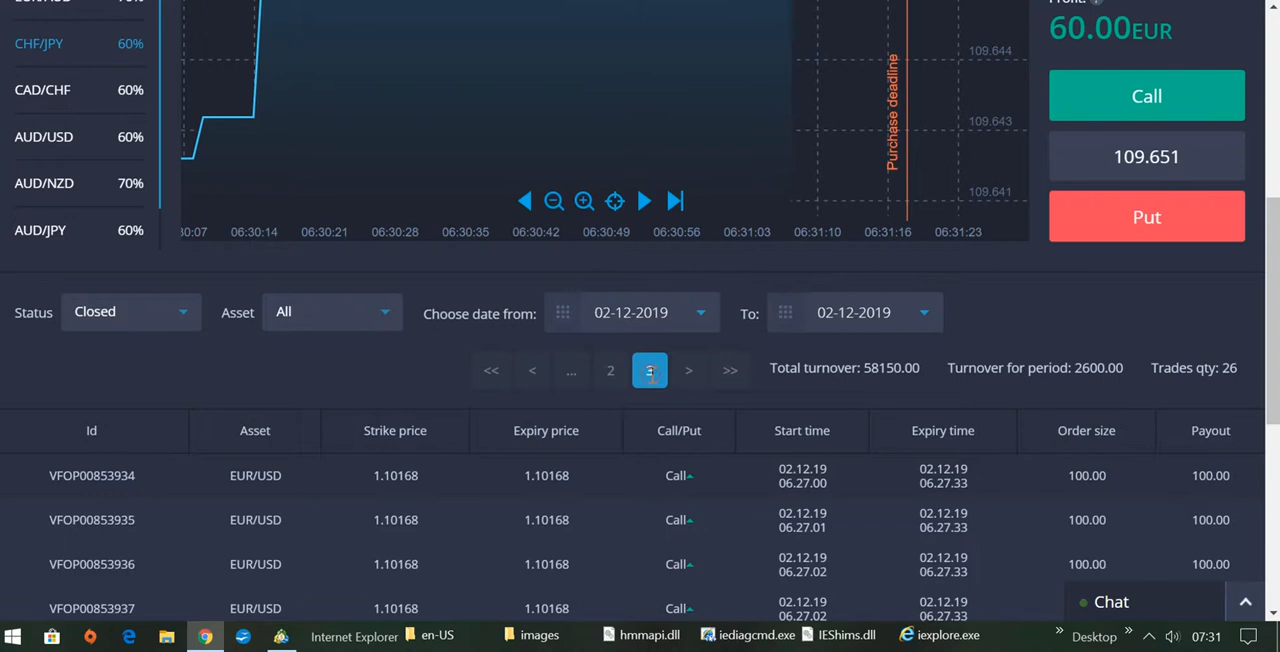 CHF/JPY 60%
CAD/CHF 60%
AUD/USD 60%
AUD/NZD 70%
AUD/JPY 60%
109.644
109.643
109.641
Purchase deadline
06:30:14 06:30:21 06:30:28 06:30:35 06:30:42 06:30:49 06:30:56 06:31:03 06:31:10 06:31:16 06:31:23
60.00EUR
Call
109.651
Put
Status Closed Asset All Choose date from: 02-12-2019 To: 02-12-2019
<< < ... 2 3 > >> Total turnover: 58150.00 Turnover for period: 2600.00 Trades qty: 26
Id Asset Strike price Expiry price Call/Put Start time Expiry time Order size Payout
VFOP00853934 EUR/USD 1.10168 1.10168 Call 02.12.19 06.27.00 02.12.19 06.27.33 100.00 100.00
VFOP00853935 EUR/USD 1.10168 1.10168 Call 02.12.19 06.27.01 02.12.19 06.27.33 100.00 100.00
VFOP00853936 EUR/USD 1.10168 1.10168 Call 02.12.19 06.27.02 02.12.19 06.27.33 100.00 100.00
VFOP00853937 EUR/USD 1.10168 1.10168 Call 02.12.19 06.27.02 02.12.19 06.27.33
Chat
Internet Explorer en-US images hmmapi.dll iediagcmd.exe IEShims.dll iexplore.exe » Desktop » 07:31